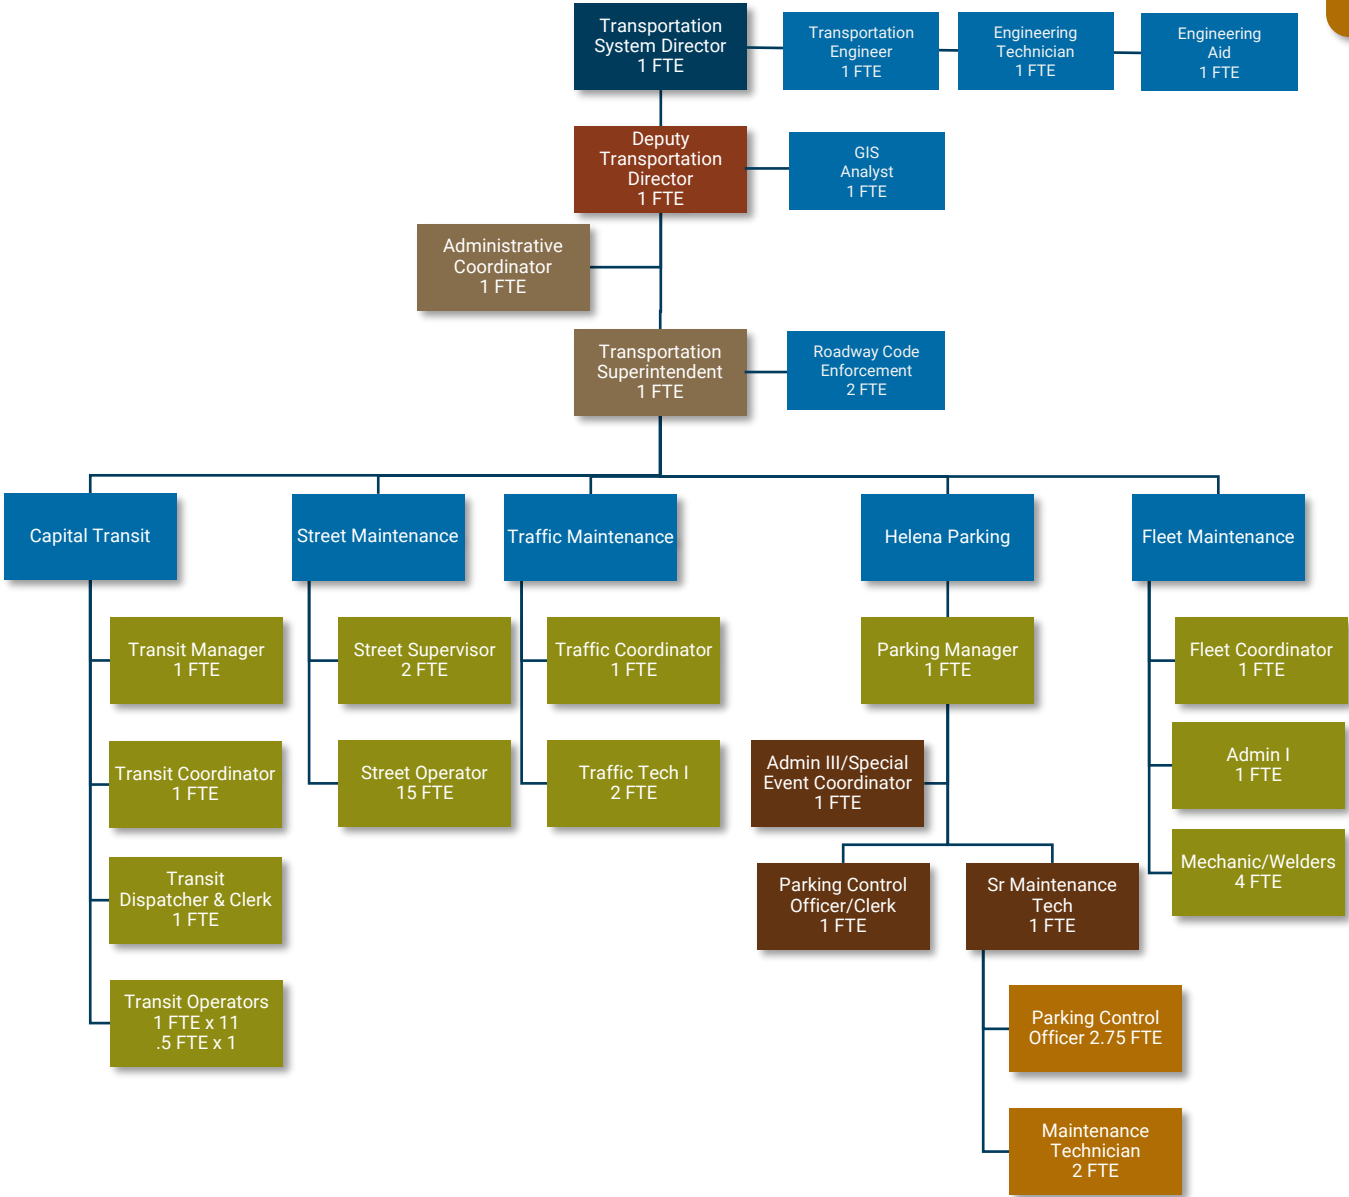 Transportation
System Director
1 FTE
Transportation
Engineer
1 FTE
Engineering
Technician
1 FTE
Engineering
Aid
1 FTE
Deputy
Transportation
Director
1 FTE
GIS
Analyst
1 FTE
Administrative
Coordinator
1 FTE
Transportation
Superintendent
1 FTE
Roadway Code
Enforcement
2 FTE
Capital Transit
Street Maintenance
Traffic Maintenance
Helena Parking
Fleet Maintenance
Transit Manager
1 FTE
Street Supervisor
2 FTE
Traffic Coordinator
1 FTE
Parking Manager
1 FTE
Fleet Coordinator
1 FTE
Transit Coordinator
1 FTE
Street Operator
15 FTE
Traffic Tech I
2 FTE
Admin III/Special
Event Coordinator
1 FTE
Admin I
1 FTE
Transit
Dispatcher & Clerk
1 FTE
Parking Control
Officer/Clerk
1 FTE
Sr Maintenance
Tech
1 FTE
Mechanic/Welders
4 FTE
Transit Operators
1 FTE x 11
.5 FTE x 1
Parking Control
Officer 2.75 FTE
Maintenance
Technician
2 FTE